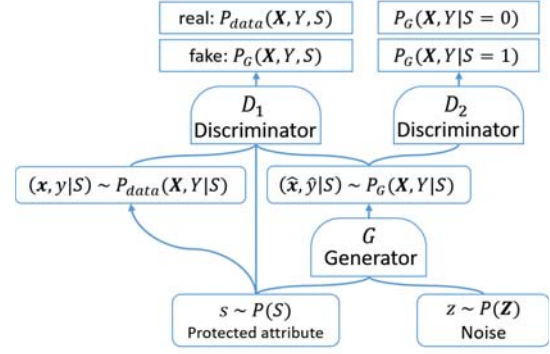 real: P_data(X, Y, S)
P_G(X, Y|S = 0)
fake: P_G(X, Y, S)
P_G(X, Y|S = 1)
D_1
Discriminator
D_2
Discriminator
(x, y|S) ~ P_data(X, Y|S)
(x̂, ŷ|S) ~ P_G(X, Y|S)
G
Generator
s ~ P(S)
Protected attribute
z ~ P(Z)
Noise